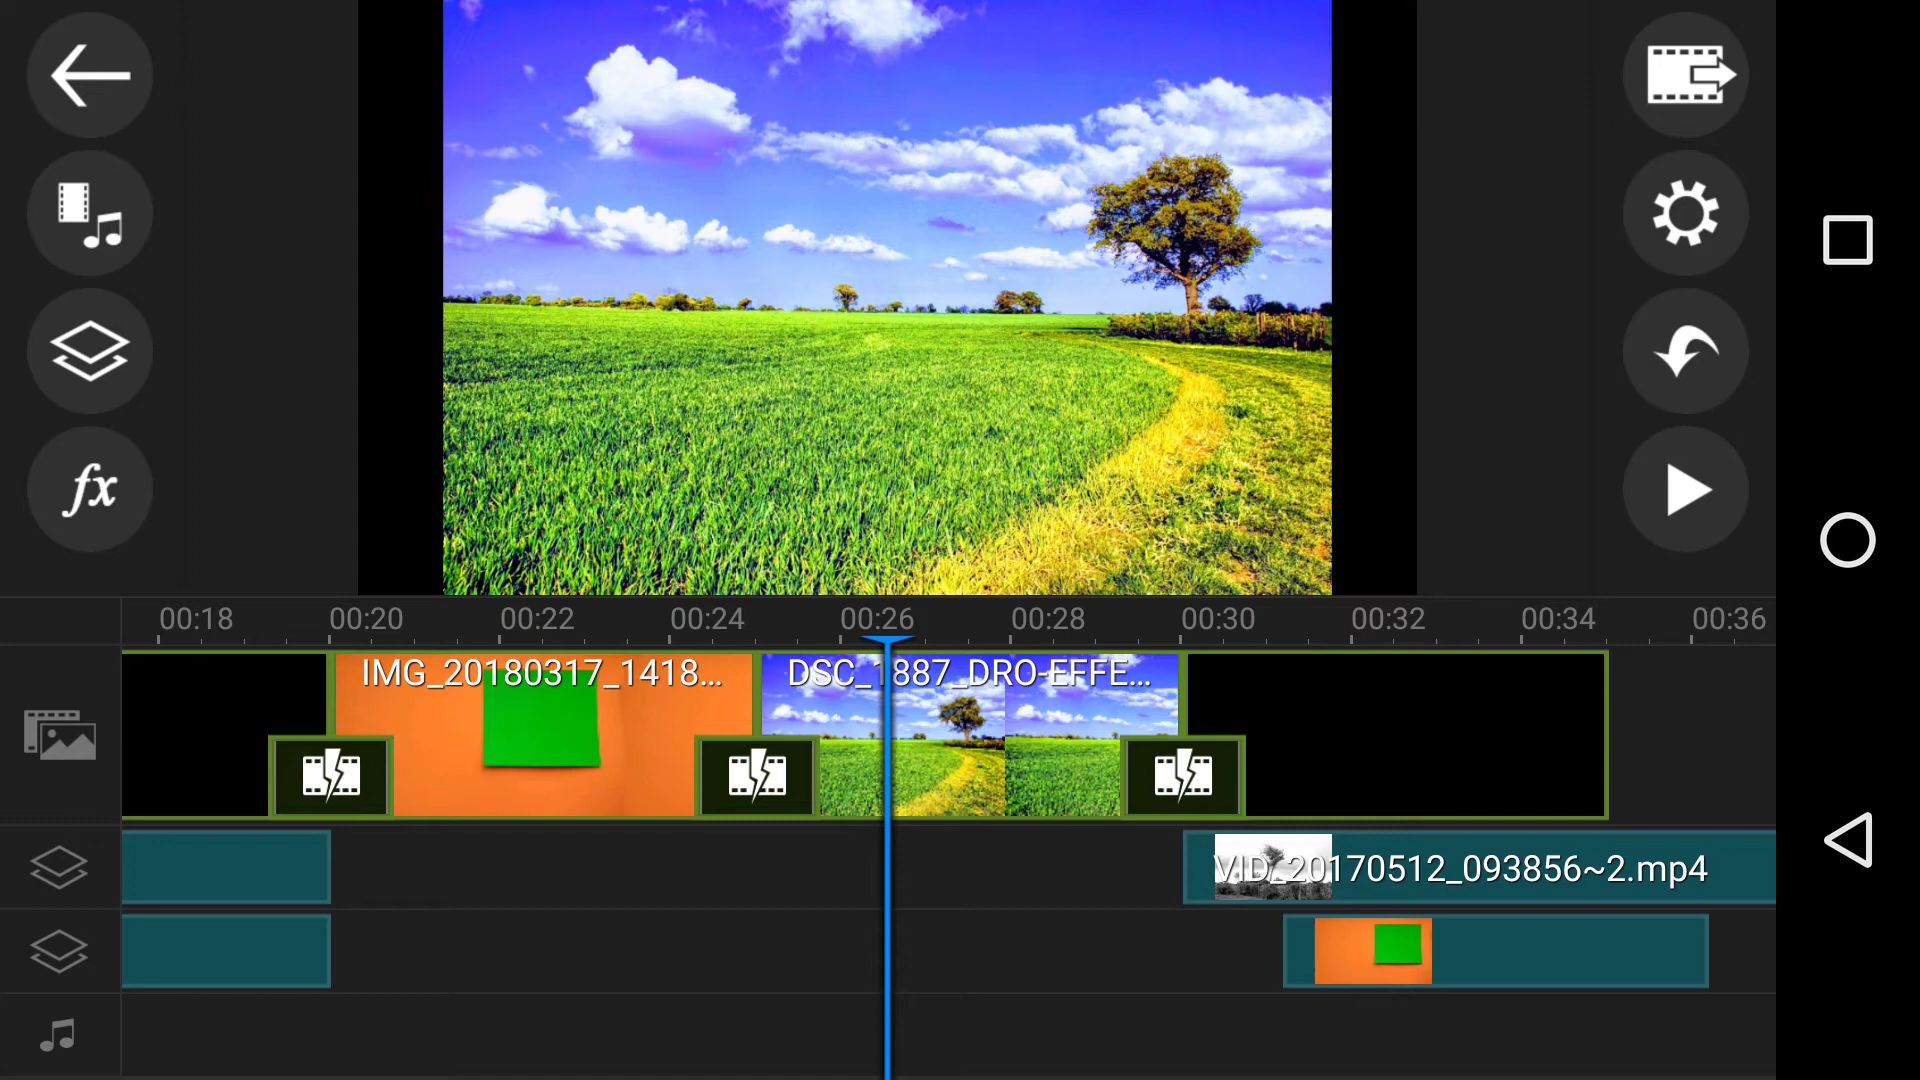 fx
00:18 00:20 00:22 00:24 00:26 00:28 00:30 00:32 00:34 00:36
IMG_20180317_1418... DSC_1887_DRO-EFFE...
VID_20170512_093856~2.mp4